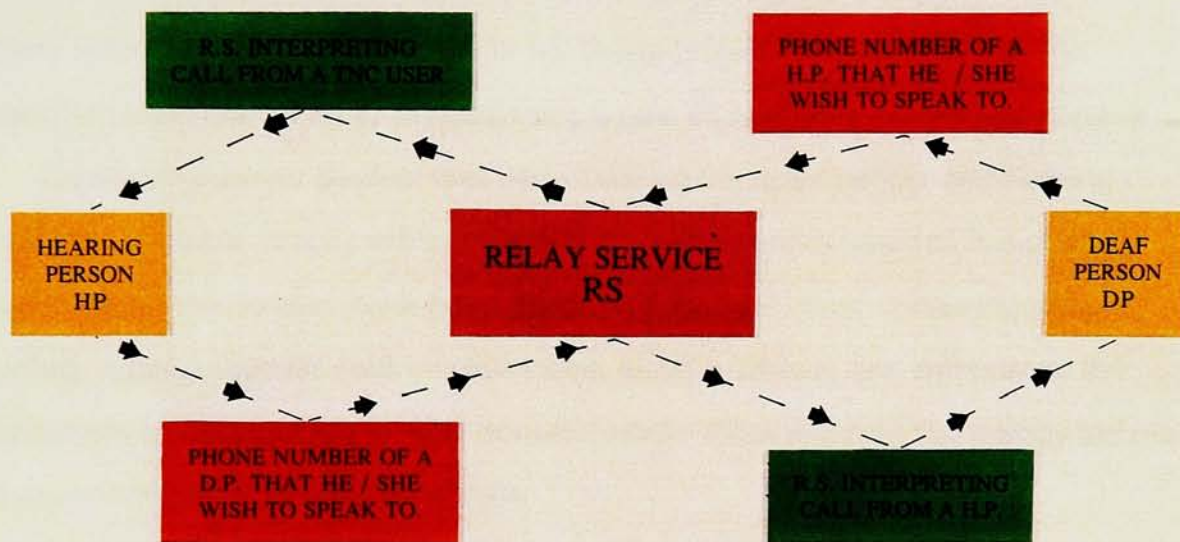 R.S. INTERPRETING
CALL FROM A TNC USER
PHONE NUMBER OF A
H.P. THAT HE / SHE
WISH TO SPEAK TO.
HEARING
PERSON
HP
RELAY SERVICE
RS
DEAF
PERSON
DP
PHONE NUMBER OF A
D.P. THAT HE / SHE
WISH TO SPEAK TO.
R.S. INTERPRETING
CALL FROM A H.P.